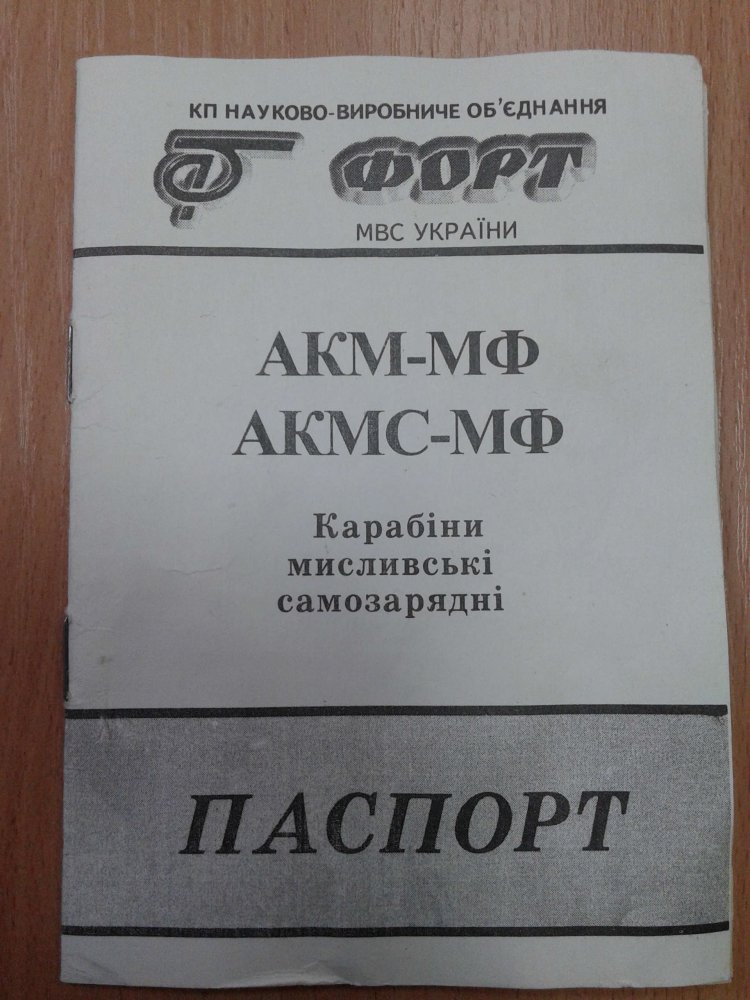 КП НАУКОВО-ВИРОБНИЧЕ ОБ'ЄДНАННЯ
ФОРТ
МВС УКРАЇНИ
АКМ-МФ
АКМС-МФ
Карабіни
мисливські
самозарядні
ПАСПОРТ